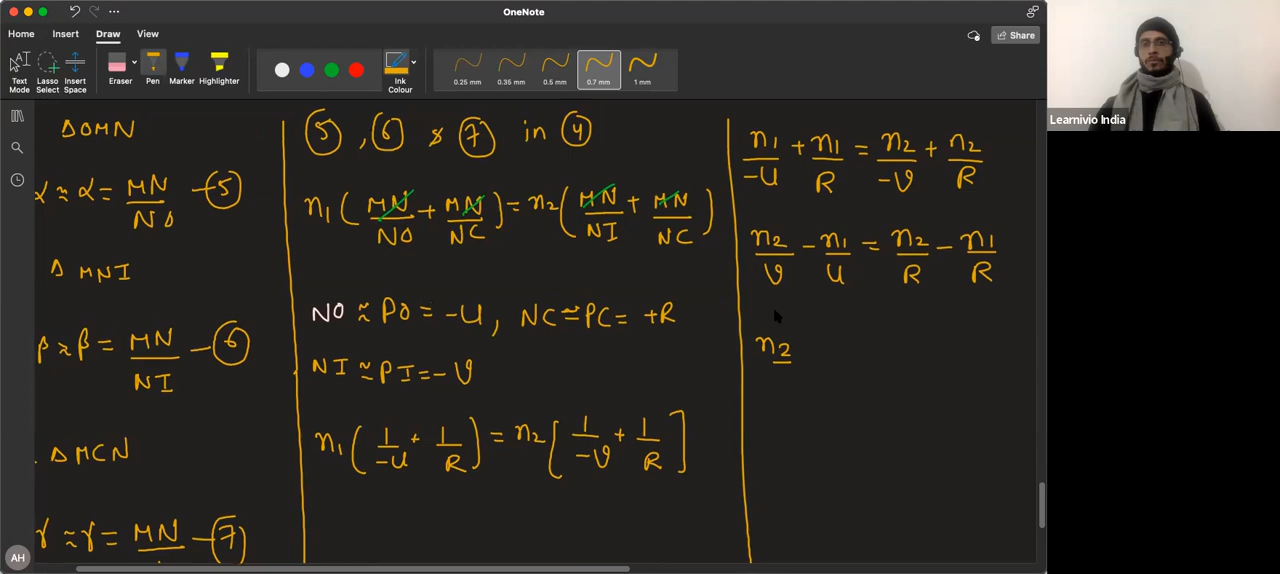 OneNote
Home Insert Draw View
Share
Text Mode Lasso Select Insert Space Eraser Pen Marker Highlighter Ink Colour 0.25 mm 0.35 mm 0.5 mm 0.7 mm 1 mm
Learnivio India
AH
Δ OMN
α ≈ α = MN/NO - ⑤
Δ MNI
β ≈ β = MN/NI - ⑥
Δ MCN
γ ≈ γ = MN - ⑦
⑤, ⑥ & ⑦ in ④
n₁ ( MN/NO + MN/NC ) = n₂ ( MN/NI + MN/NC )
NO ≈ PO = -u, NC ≃ PC = +R
NI ≈ PI = -v
n₁ ( 1/-u + 1/R ) = n₂ [ 1/-v + 1/R ]
n₁/-u + n₁/R = n₂/-v + n₂/R
n₂/v - n₁/u = n₂/R - n₁/R
n₂